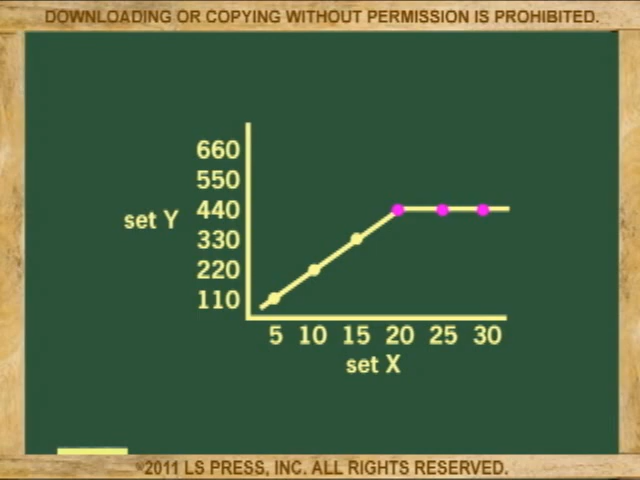 DOWNLOADING OR COPYING WITHOUT PERMISSION IS PROHIBITED.
660
550
440
330
220
110
set Y
5 10 15 20 25 30
set X
©2011 LS PRESS, INC. ALL RIGHTS RESERVED.